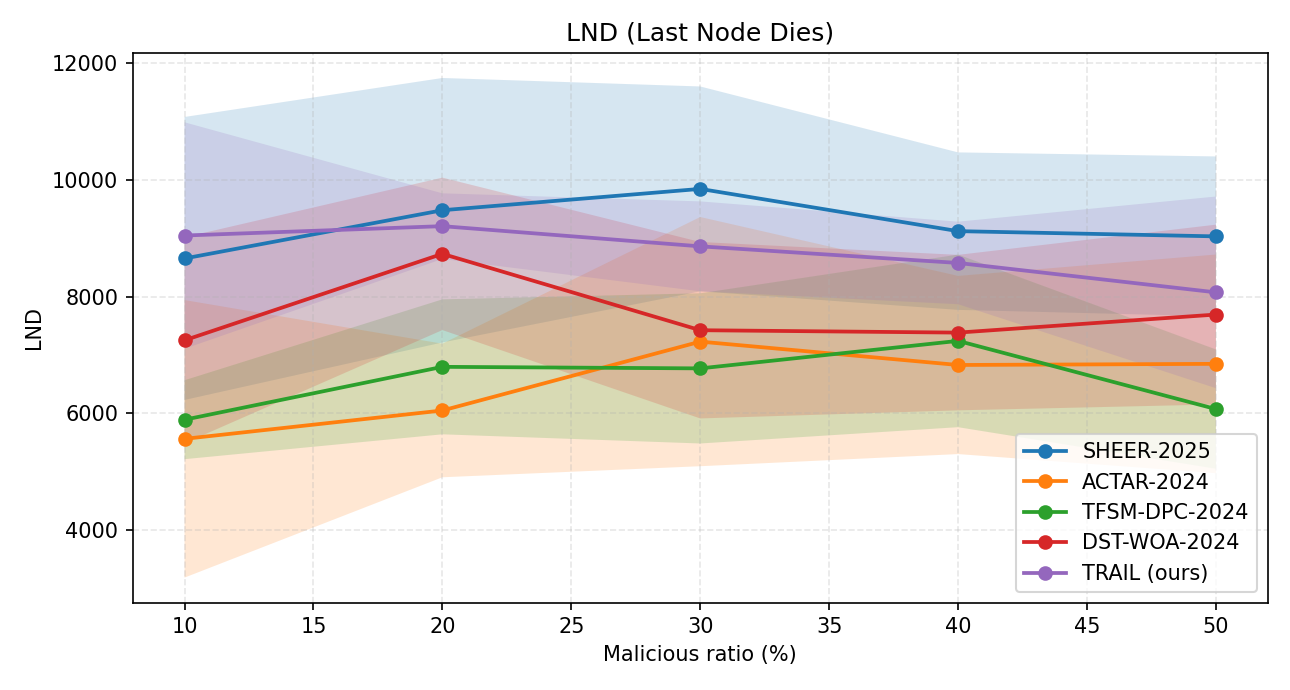 LND (Last Node Dies)
12000
10000
8000
6000
4000
LND
10
15
20
25
30
35
40
45
50
Malicious ratio (%)
SHEER-2025
ACTAR-2024
TFSM-DPC-2024
DST-WOA-2024
TRAIL (ours)